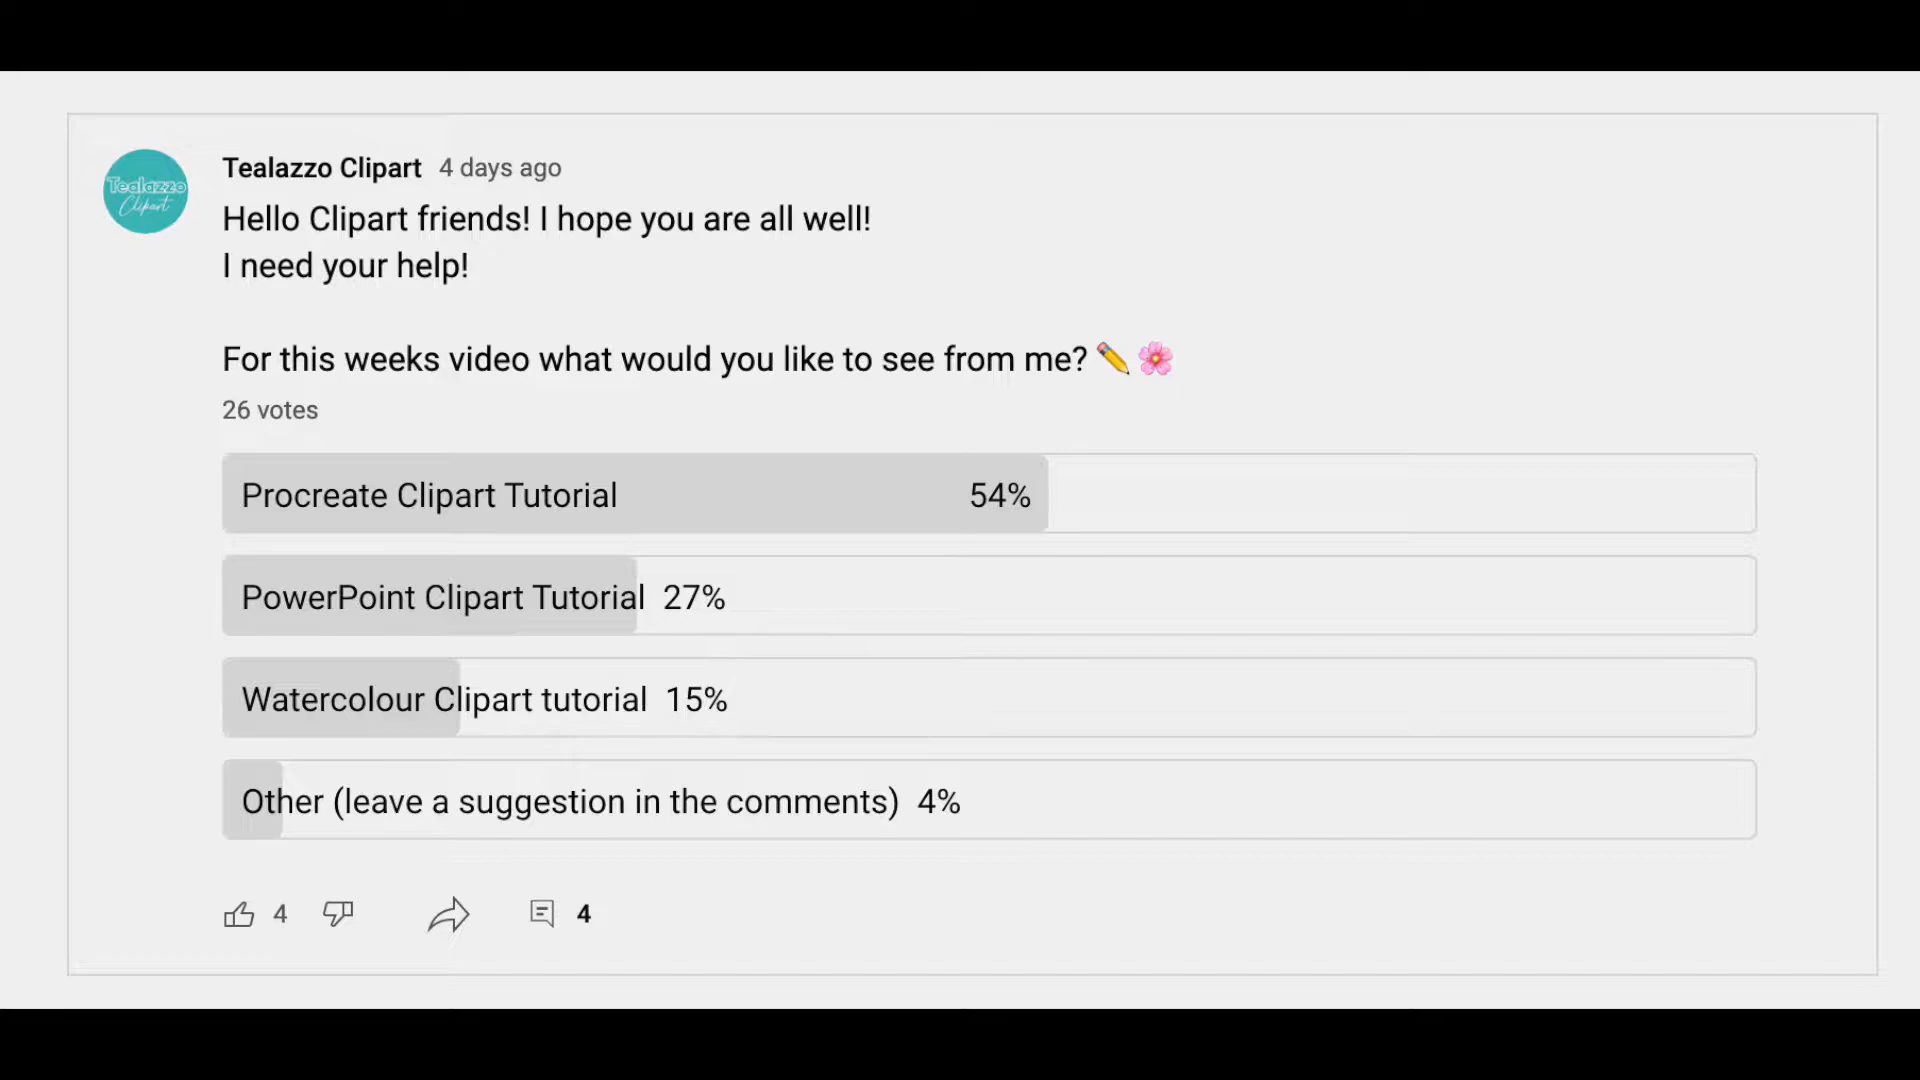 Tealazzo Clipart
Tealazzo Clipart 4 days ago
Hello Clipart friends! I hope you are all well!
I need your help!
For this weeks video what would you like to see from me? ✏️🌸
26 votes
Procreate Clipart Tutorial 54%
PowerPoint Clipart Tutorial 27%
Watercolour Clipart tutorial 15%
Other (leave a suggestion in the comments) 4%
4 4